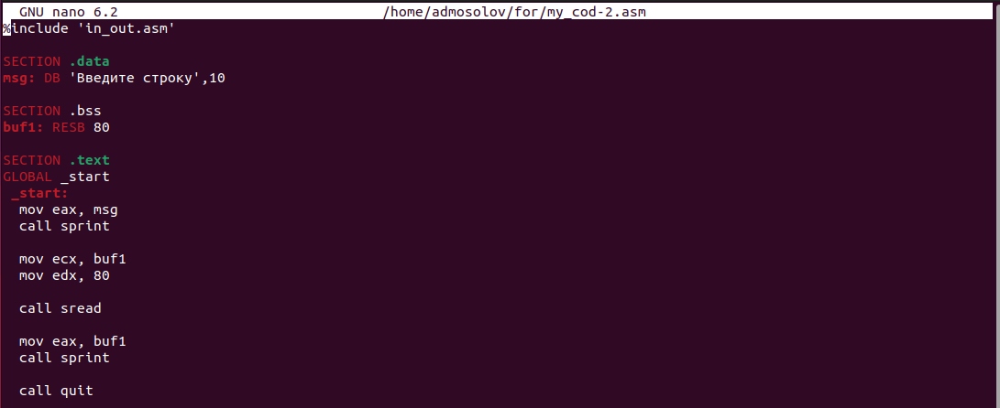 GNU nano 6.2 /home/admosolov/for/my_cod-2.asm
%include 'in_out.asm'
SECTION .data
msg: DB 'Введите строку',10
SECTION .bss
buf1: RESB 80
SECTION .text
GLOBAL _start
_start:
mov eax, msg
call sprint
mov ecx, buf1
mov edx, 80
call sread
mov eax, buf1
call sprint
call quit